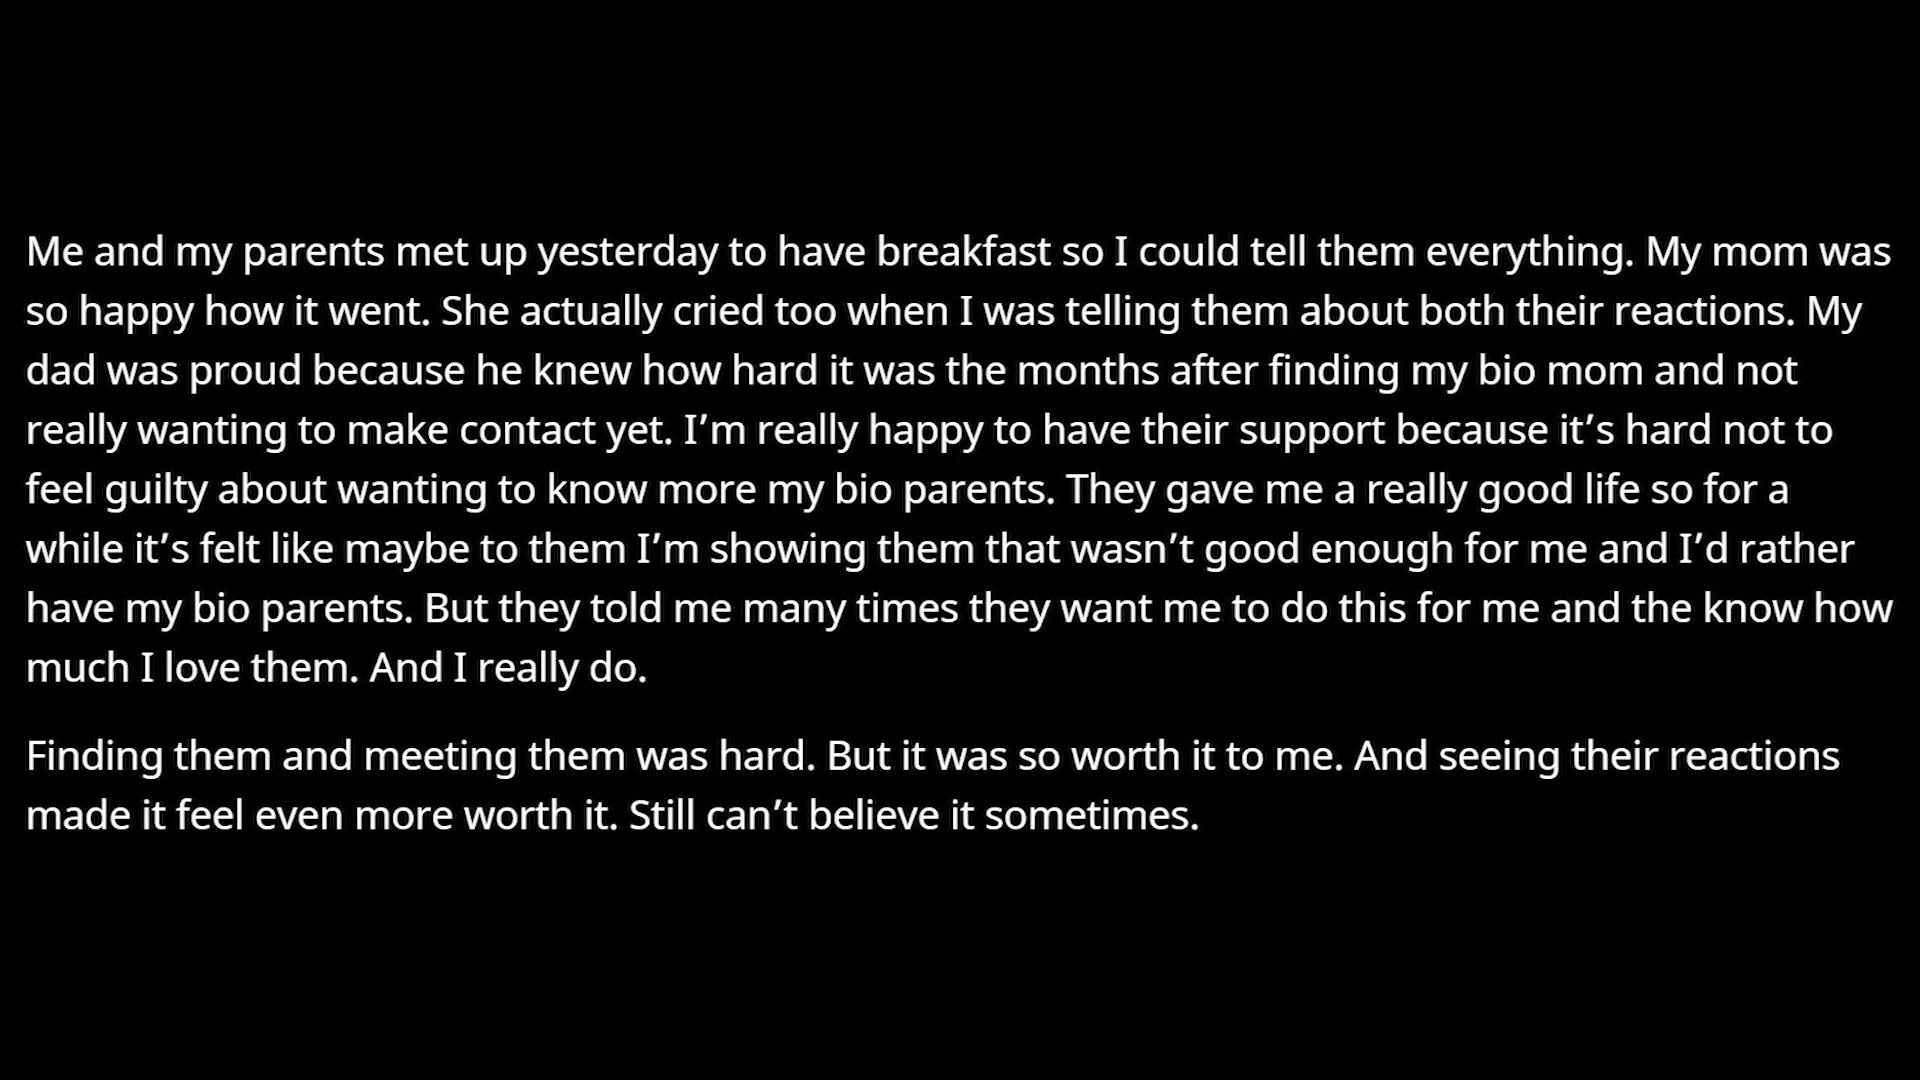 Me and my parents met up yesterday to have breakfast so I could tell them everything. My mom was
so happy how it went. She actually cried too when I was telling them about both their reactions. My
dad was proud because he knew how hard it was the months after finding my bio mom and not
really wanting to make contact yet. I’m really happy to have their support because it’s hard not to
feel guilty about wanting to know more my bio parents. They gave me a really good life so for a
while it’s felt like maybe to them I’m showing them that wasn’t good enough for me and I’d rather
have my bio parents. But they told me many times they want me to do this for me and the know how
much I love them. And I really do.
Finding them and meeting them was hard. But it was so worth it to me. And seeing their reactions
made it feel even more worth it. Still can’t believe it sometimes.